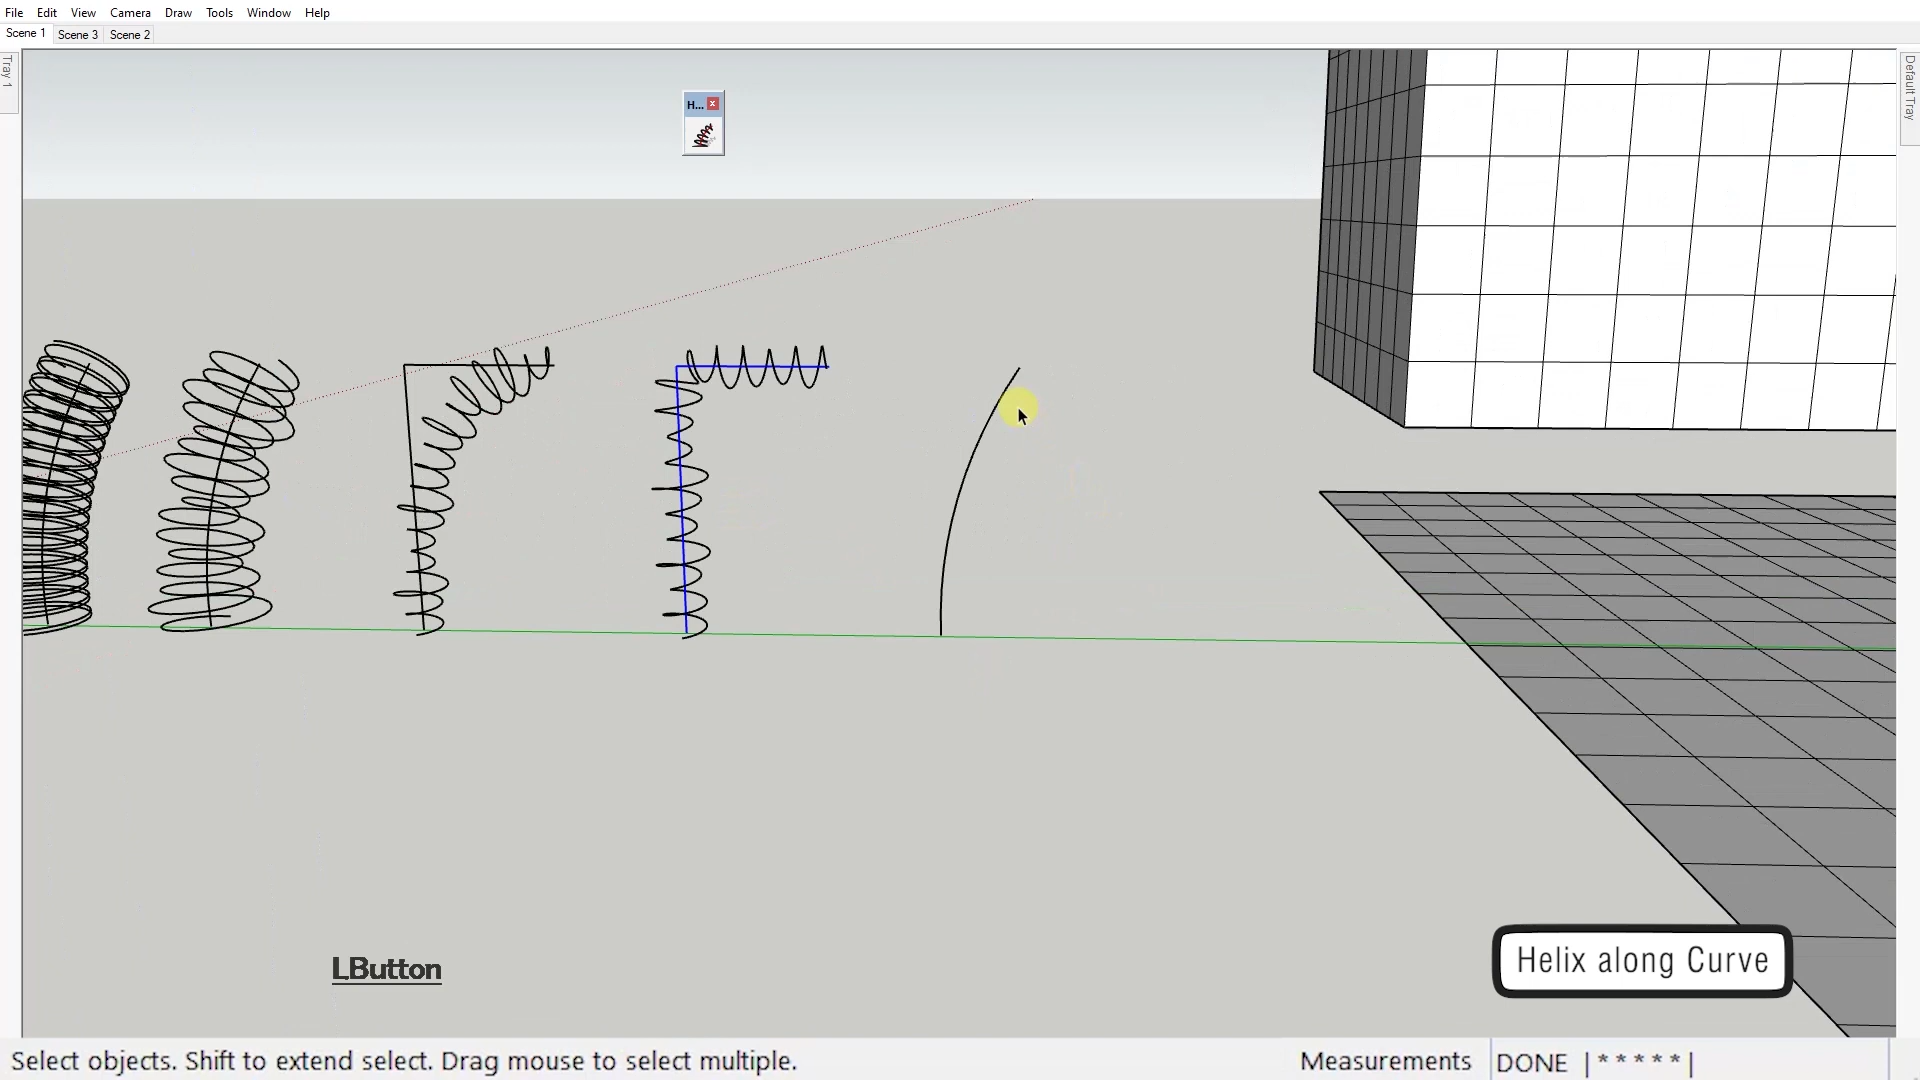 File Edit View Camera Draw Tools Window Help
Scene 1 Scene 3 Scene 2
Tray 1
Default Tray
H...
LButton
Helix along Curve
Select objects. Shift to extend select. Drag mouse to select multiple.
Measurements DONE |*****|